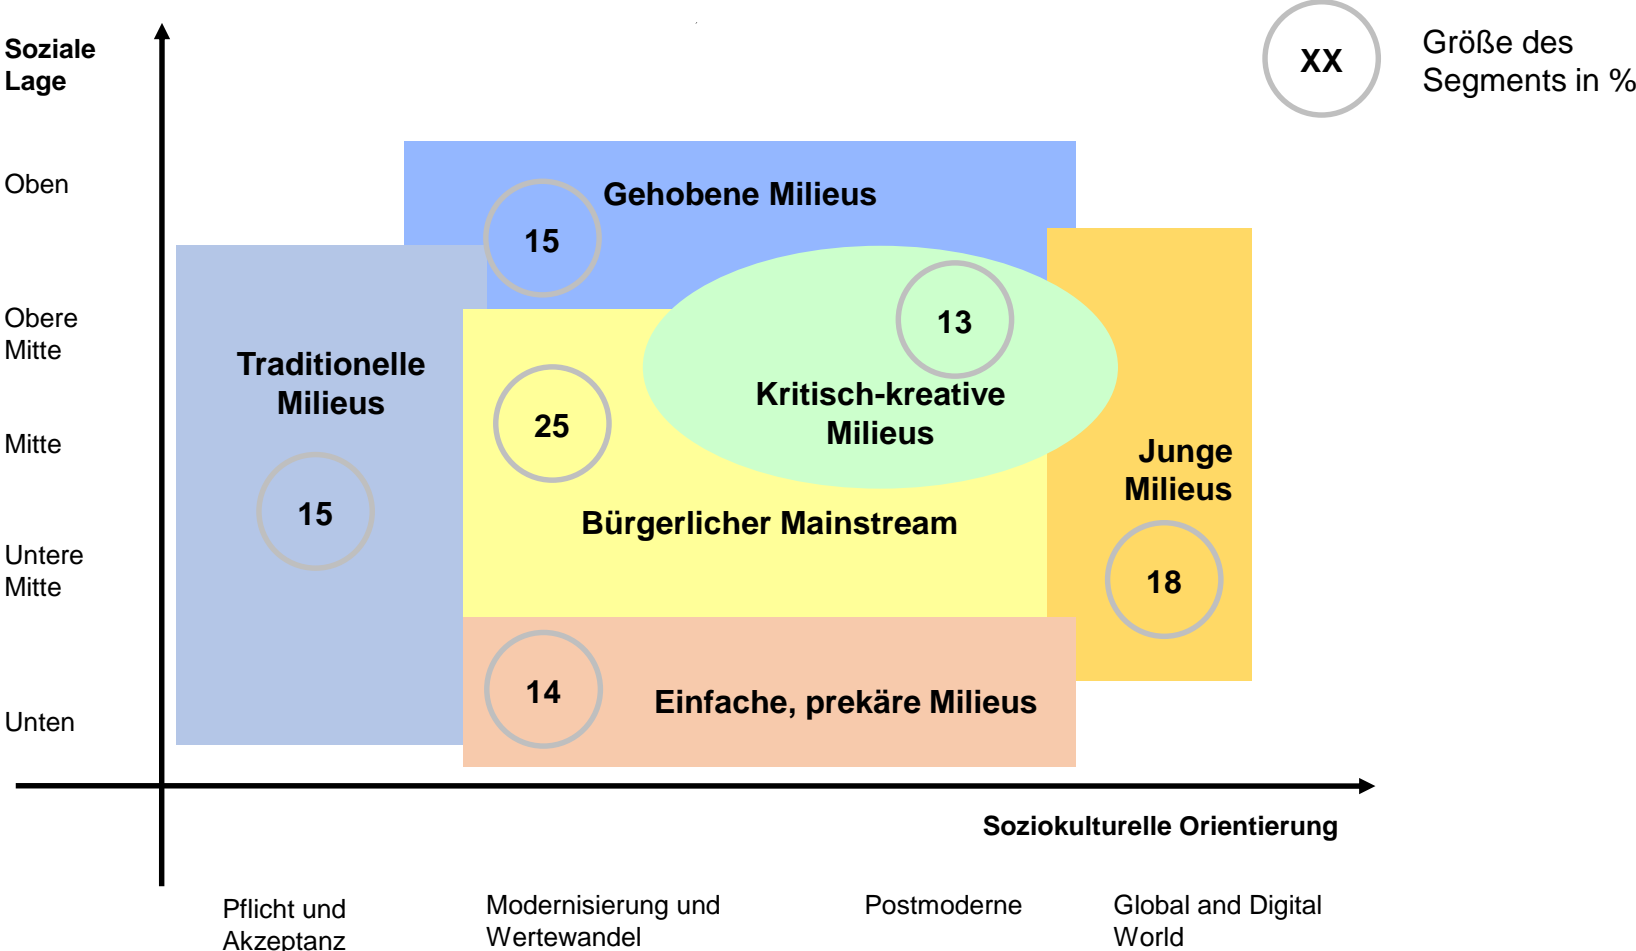 Soziale
Lage
XX
Größe des
Segments in %
Oben
Gehobene Milieus
15
Obere
Mitte
13
Traditionelle
Milieus
Kritisch-kreative
Milieus
25
Mitte
Junge
Milieus
15
Bürgerlicher Mainstream
Untere
Mitte
18
14
Einfache, prekäre Milieus
Unten
Soziokulturelle Orientierung
Pflicht und
Akzeptanz
Modernisierung und
Wertewandel
Postmoderne
Global and Digital
World